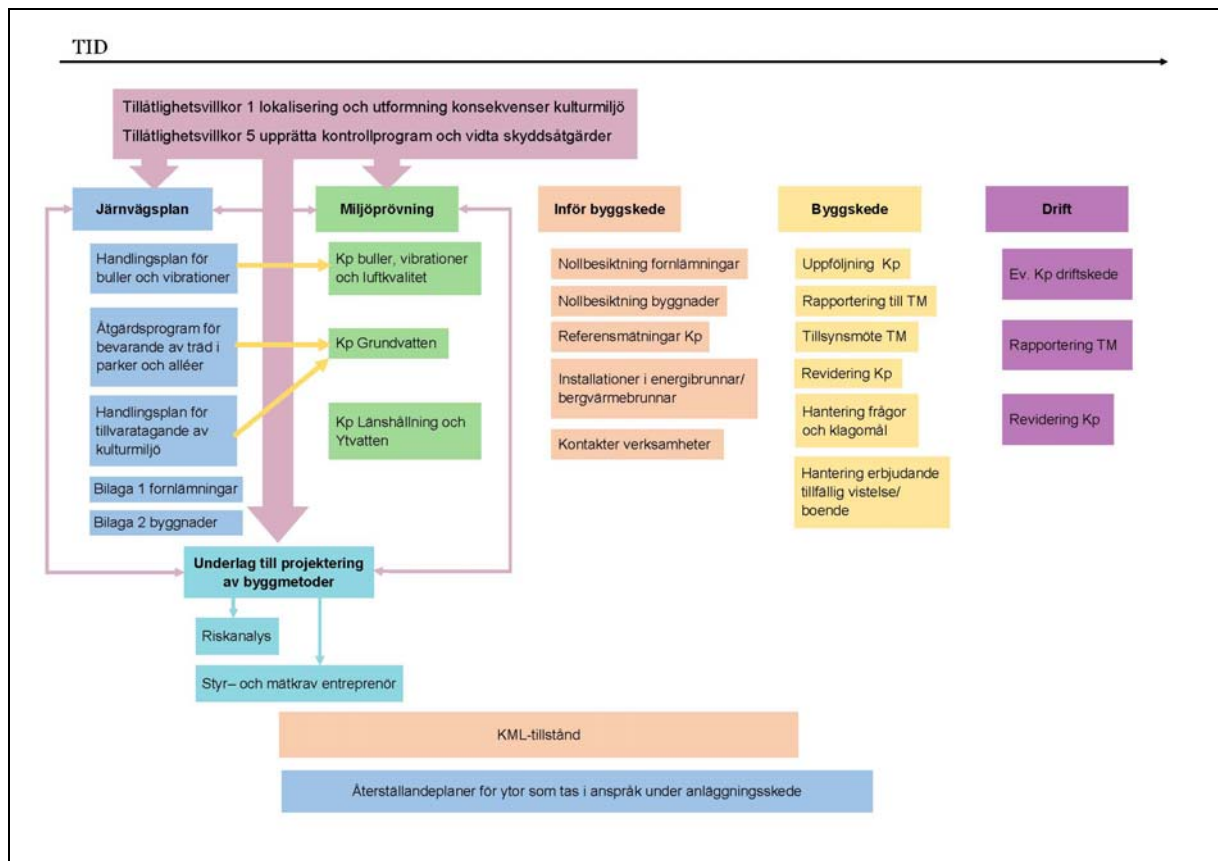 TID
Tillåtlighetsvillkor 1 lokalisering och utformning konsekvenser kulturmiljö
Tillåtlighetsvillkor 5 upprätta kontrollprogram och vidta skyddsåtgärder
Järnvägsplan
Handlingsplan för
buller och vibrationer
Åtgärdsprogram för
bevarande av träd i
parker och alléer
Handlingsplan för
tillvaratagande av
kulturmiljö
Bilaga 1 fornlämningar
Bilaga 2 byggnader
Miljöprövning
Kp buller, vibrationer
och luftkvalitet
Kp Grundvatten
Kp Länshållning och
Ytvatten
Underlag till projektering
av byggmetoder
Riskanalys
Styr– och mätkrav entreprenör
Inför byggskede
Nollbesiktning fornlämningar
Nollbesiktning byggnader
Referensmätningar Kp
Installationer i energibrunnar/
bergvärmebrunnar
Kontakter verksamheter
Byggskede
Uppföljning Kp
Rapportering till TM
Tillsynsmöte TM
Revidering Kp
Hantering frågor
och klagomål
Hantering erbjudande
tillfällig vistelse/
boende
Drift
Ev. Kp driftskede
Rapportering TM
Revidering Kp
KML-tillstånd
Återställandeplaner för ytor som tas i anspråk under anläggningsskede